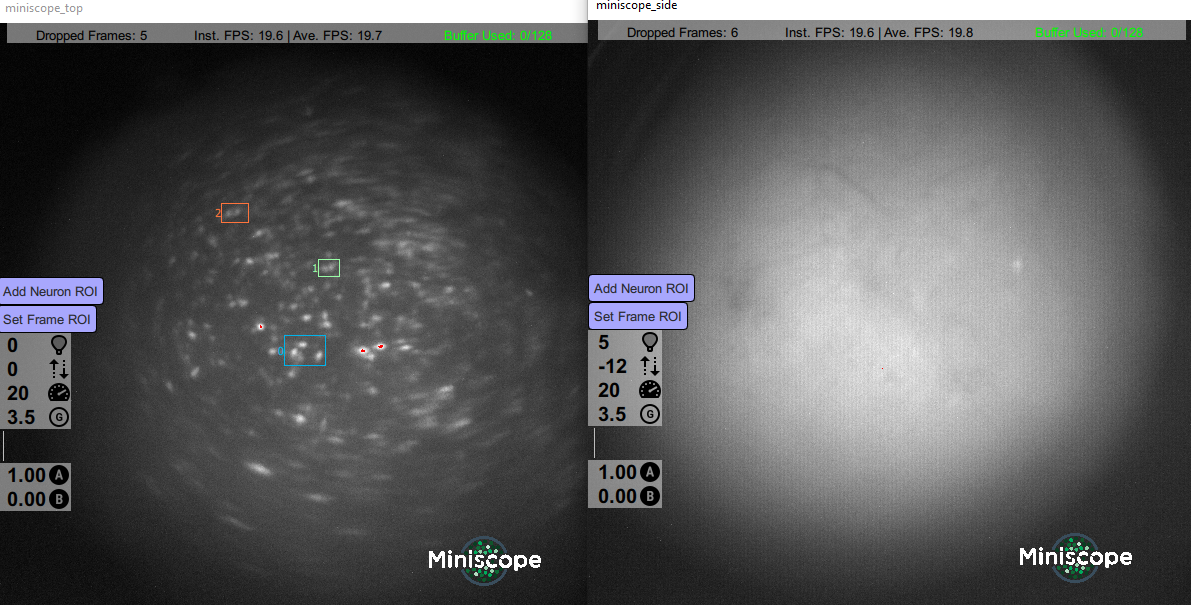 miniscope_top
Dropped Frames: 5 Inst. FPS: 19.6 | Ave. FPS: 19.7 Buffer Used: 0/128
2
1
Add Neuron ROI
Set Frame ROI
0
0
0
20
3.5 G
1.00 A
0.00 B
Miniscope
miniscope_side
Dropped Frames: 6 Inst. FPS: 19.6 | Ave. FPS: 19.8 Buffer Used: 0/128
Add Neuron ROI
Set Frame ROI
5
-12
20
3.5 G
1.00 A
0.00 B
Miniscope